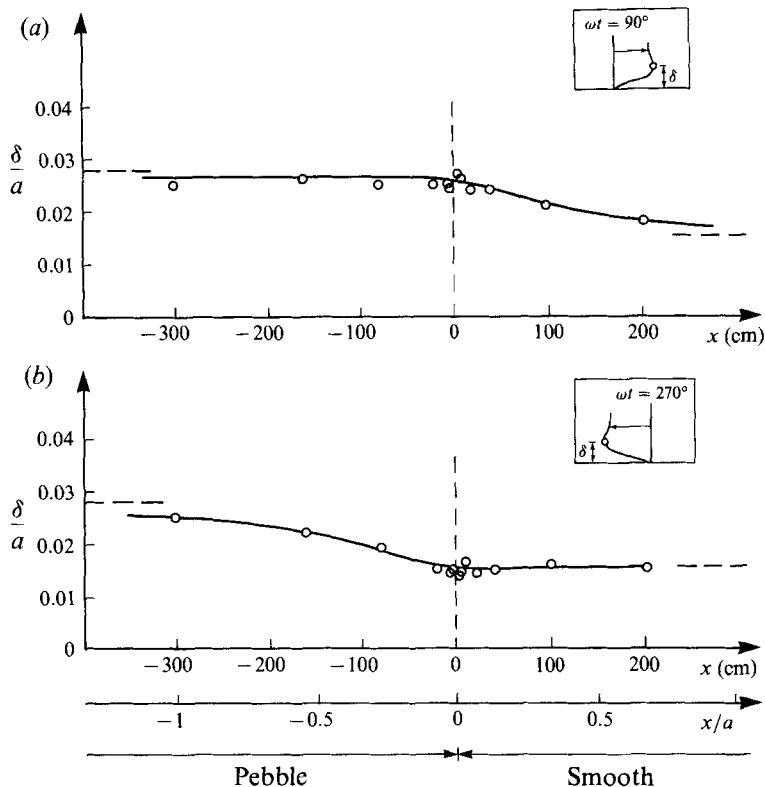 (a)
ωt = 90°
δ
0.04
δ/a
0.03
0.02
0.01
0
−300 −200 −100 0 100 200 x (cm)
(b)
ωt = 270°
δ
0.04
δ/a
0.03
0.02
0.01
0
−300 −200 −100 0 100 200 x (cm)
−1 −0.5 0 0.5 x/a
Pebble Smooth